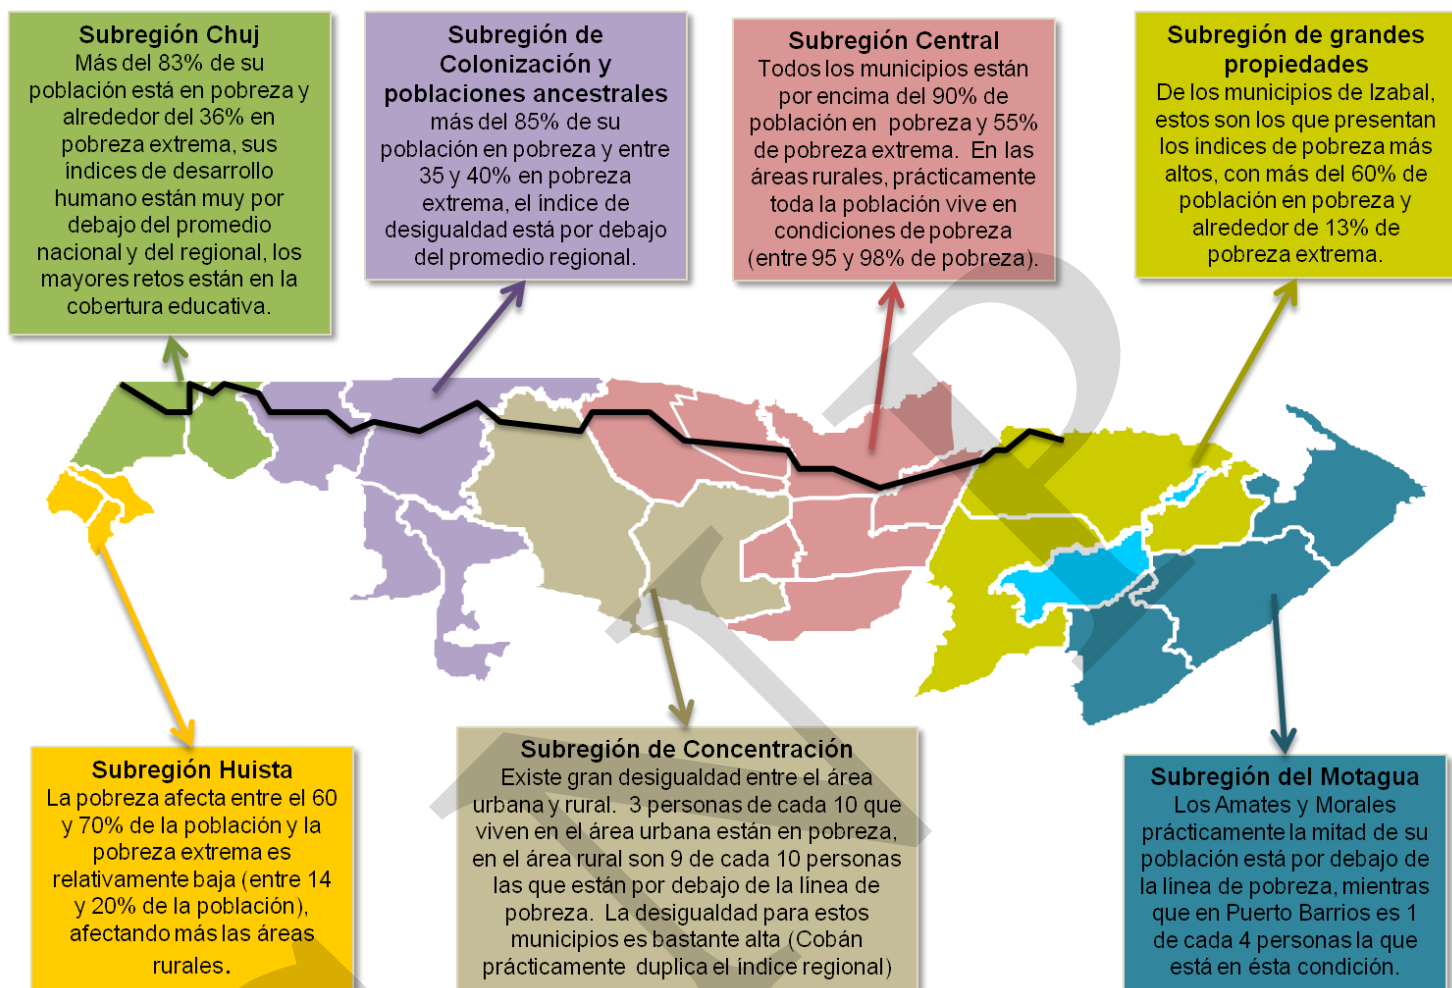 Subregión Chuj
Más del 83% de su
población está en pobreza y
alrededor del 36% en
pobreza extrema, sus
índices de desarrollo
humano están muy por
debajo del promedio
nacional y del regional, los
mayores retos están en la
cobertura educativa.
Subregión de
Colonización y
poblaciones ancestrales
más del 85% de su
población en pobreza y entre
35 y 40% en pobreza
extrema, el índice de
desigualdad está por debajo
del promedio regional.
Subregión Central
Todos los municipios están
por encima del 90% de
población en pobreza y 55%
de pobreza extrema. En las
áreas rurales, prácticamente
toda la población vive en
condiciones de pobreza
(entre 95 y 98% de pobreza).
Subregión de grandes
propiedades
De los municipios de Izabal,
estos son los que presentan
los índices de pobreza más
altos, con más del 60% de
población en pobreza y
alrededor de 13% de
pobreza extrema.
Subregión Huista
La pobreza afecta entre el 60
y 70% de la población y la
pobreza extrema es
relativamente baja (entre 14
y 20% de la población),
afectando más las áreas
rurales.
Subregión de Concentración
Existe gran desigualdad entre el área
urbana y rural. 3 personas de cada 10 que
viven en el área urbana están en pobreza,
en el área rural son 9 de cada 10 personas
las que están por debajo de la línea de
pobreza. La desigualdad para estos
municipios es bastante alta (Cobán
prácticamente duplica el índice regional)
Subregión del Motagua
Los Amates y Morales
prácticamente la mitad de su
población está por debajo de
la línea de pobreza, mientras
que en Puerto Barrios es 1
de cada 4 personas la que
está en ésta condición.